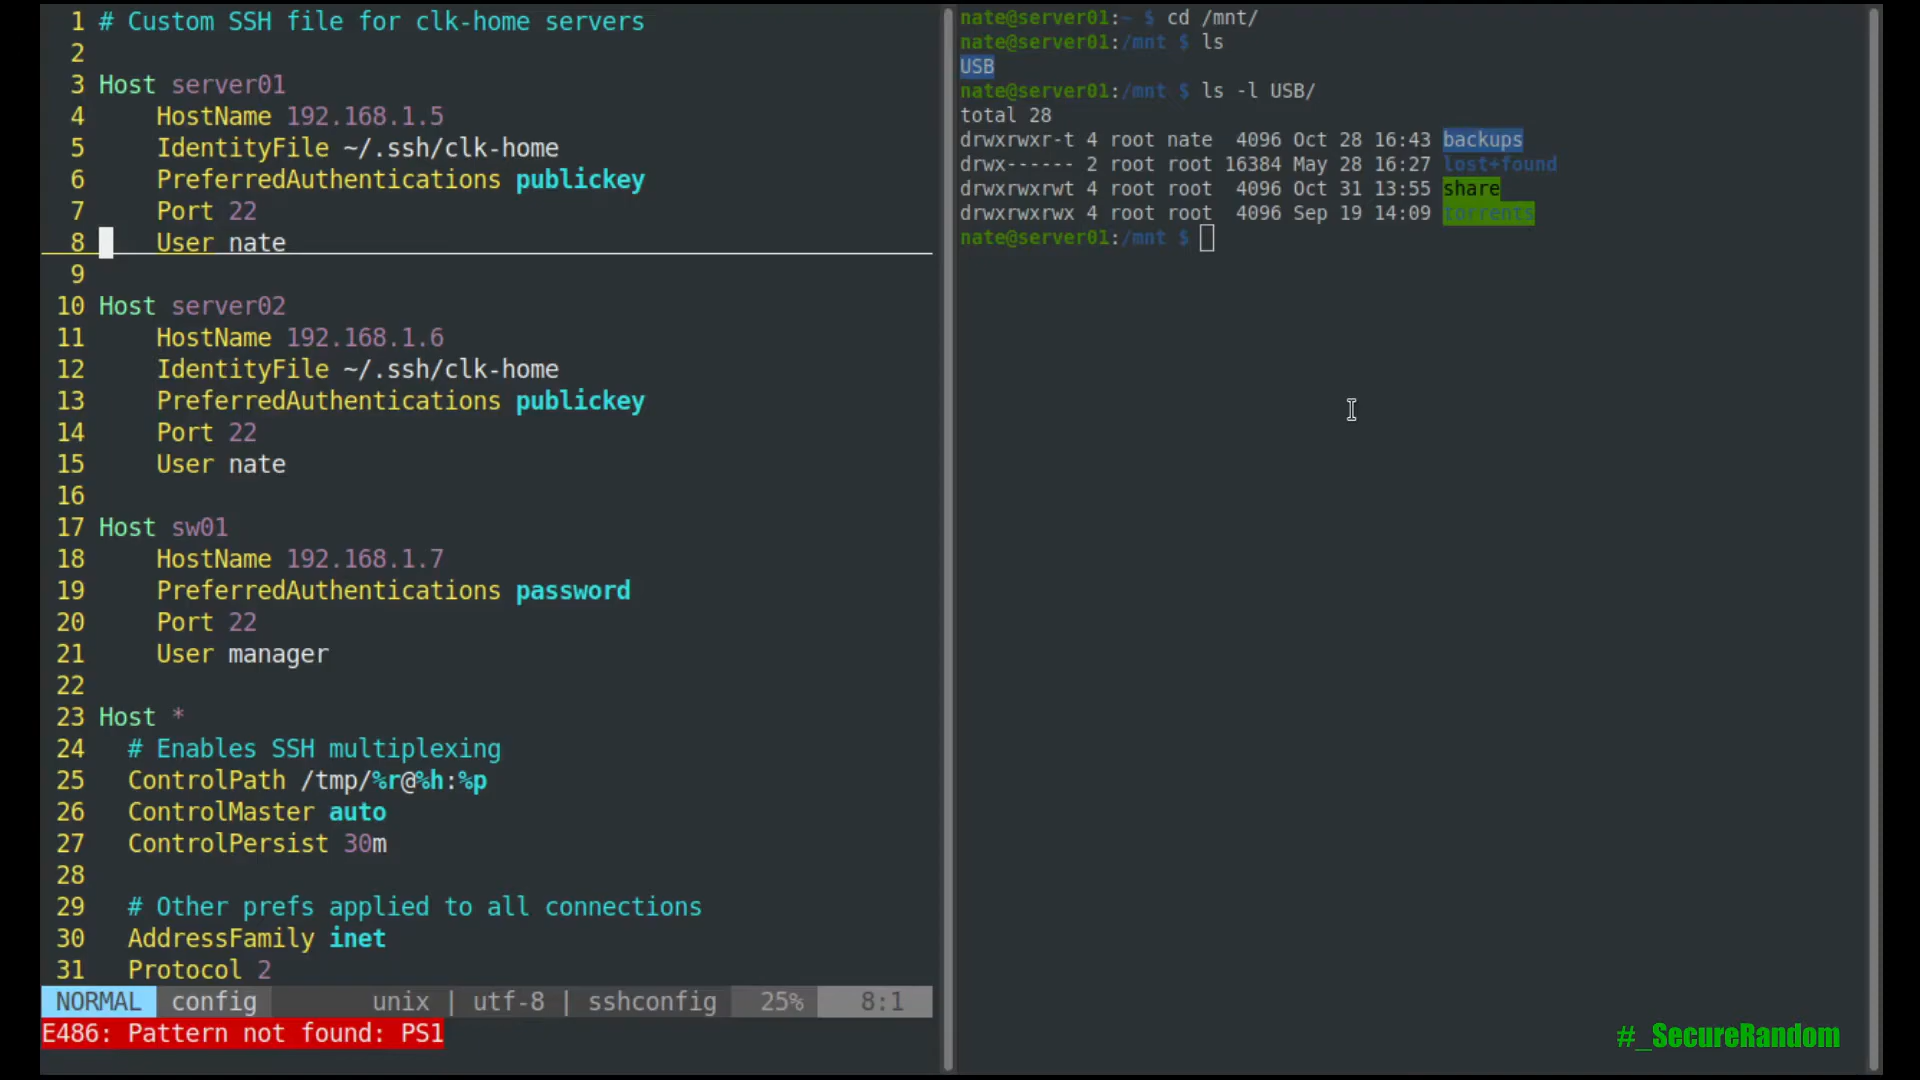 1 # Custom SSH file for clk-home servers
2
3 Host server01
4 HostName 192.168.1.5
5 IdentityFile ~/.ssh/clk-home
6 PreferredAuthentications publickey
7 Port 22
8 User nate
9
10 Host server02
11 HostName 192.168.1.6
12 IdentityFile ~/.ssh/clk-home
13 PreferredAuthentications publickey
14 Port 22
15 User nate
16
17 Host sw01
18 HostName 192.168.1.7
19 PreferredAuthentications password
20 Port 22
21 User manager
22
23 Host *
24 # Enables SSH multiplexing
25 ControlPath /tmp/%r@%h:%p
26 ControlMaster auto
27 ControlPersist 30m
28
29 # Other prefs applied to all connections
30 AddressFamily inet
31 Protocol 2
NORMAL config unix | utf-8 | sshconfig 25% 8:1
E486: Pattern not found: PS1
nate@server01:~ $ cd /mnt/
nate@server01:/mnt $ ls
USB
nate@server01:/mnt $ ls -l USB/
total 28
drwxrwxr-t 4 root nate 4096 Oct 28 16:43 backups
drwx------ 2 root root 16384 May 28 16:27 lost+found
drwxrwxrwt 4 root root 4096 Oct 31 13:55 share
drwxrwxrwx 4 root root 4096 Sep 19 14:09 torrents
nate@server01:/mnt $
#_SecureRandom